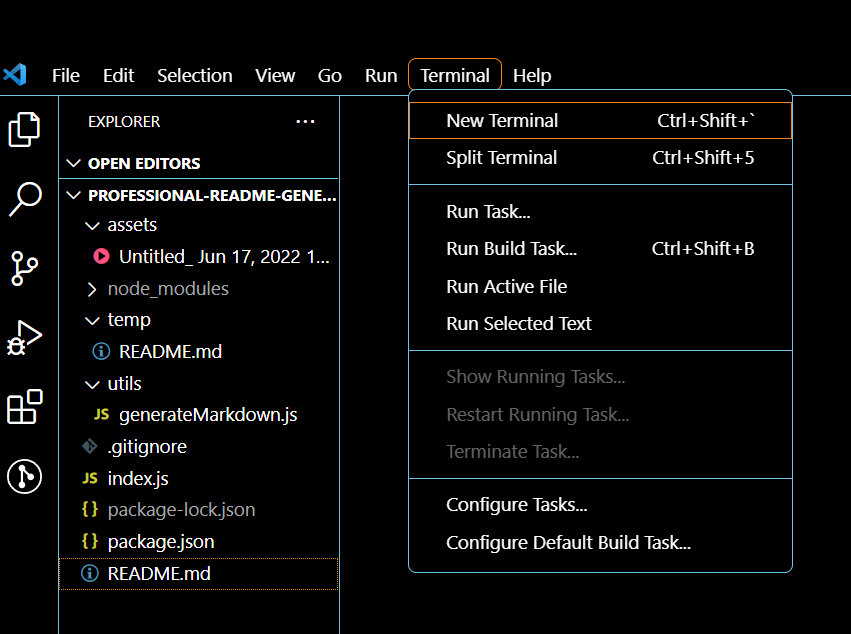 File Edit Selection View Go Run Terminal Help
EXPLORER ...
OPEN EDITORS
PROFESSIONAL-README-GENE...
assets
Untitled_ Jun 17, 2022 1...
node_modules
temp
README.md
utils
JS generateMarkdown.js
.gitignore
JS index.js
{} package-lock.json
{} package.json
README.md
New Terminal Ctrl+Shift+`
Split Terminal Ctrl+Shift+5
Run Task...
Run Build Task... Ctrl+Shift+B
Run Active File
Run Selected Text
Show Running Tasks...
Restart Running Task...
Terminate Task...
Configure Tasks...
Configure Default Build Task...